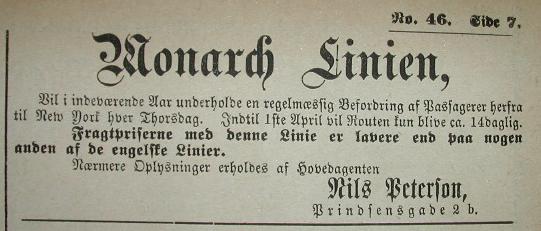 No. 46. Side 7.
Monarch Linien,
Vil i indeværende Aar underholde en regelmæssig Befordring af Passagerer herfra
til New York hver Thorsdag. Indtil 1ste April vil Routen kun blive ca. 14daglig.
Fragtpriserne med denne Linie er lavere end paa nogen
anden af de engelske Linier.
Nærmere Oplysninger erholdes af Hovedagenten
Nils Peterson,
Prindsensgade 2 b.